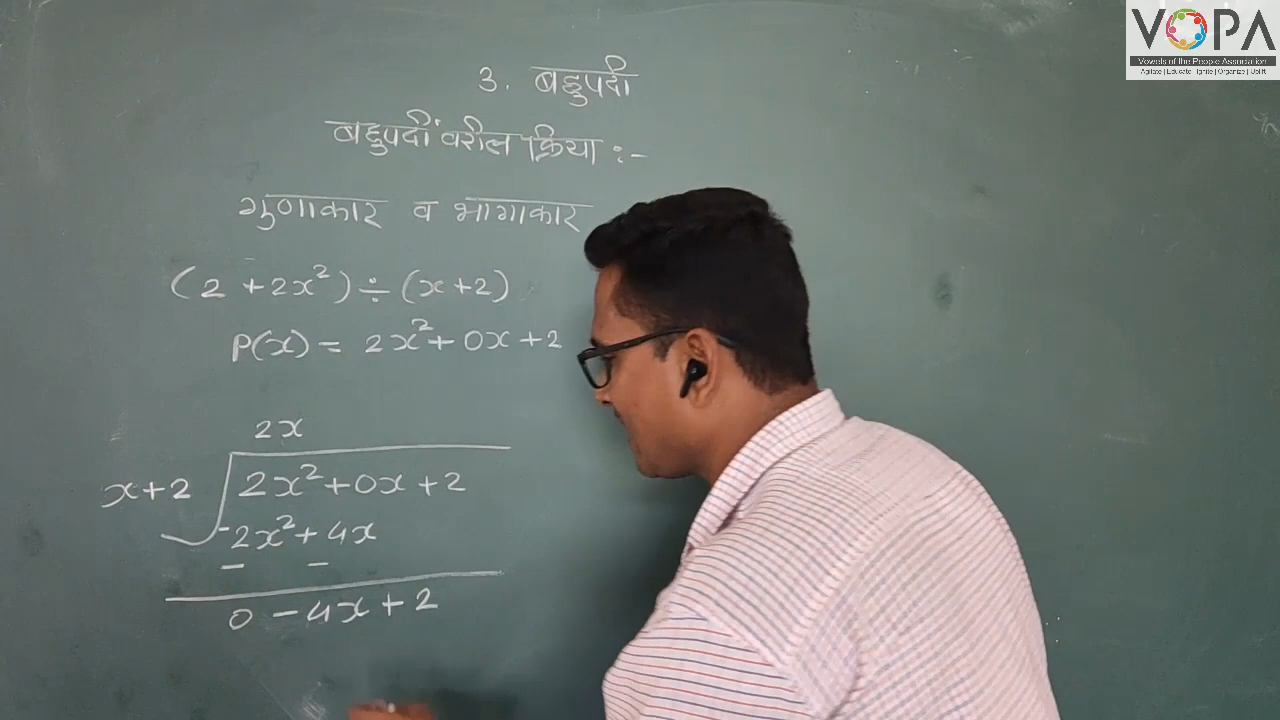 VOPA
Vowels of the People Association
Agitate | Educate | Ignite | Organize | Uplift
3. बहुपदी
बहुपदींवरील क्रिया :-
गुणाकार व भागाकार
(2 + 2x²) ÷ (x + 2)
P(x) = 2x² + 0x + 2
2x
x + 2 2x² + 0x + 2
- 2x² + 4x
– –
0 - 4x + 2